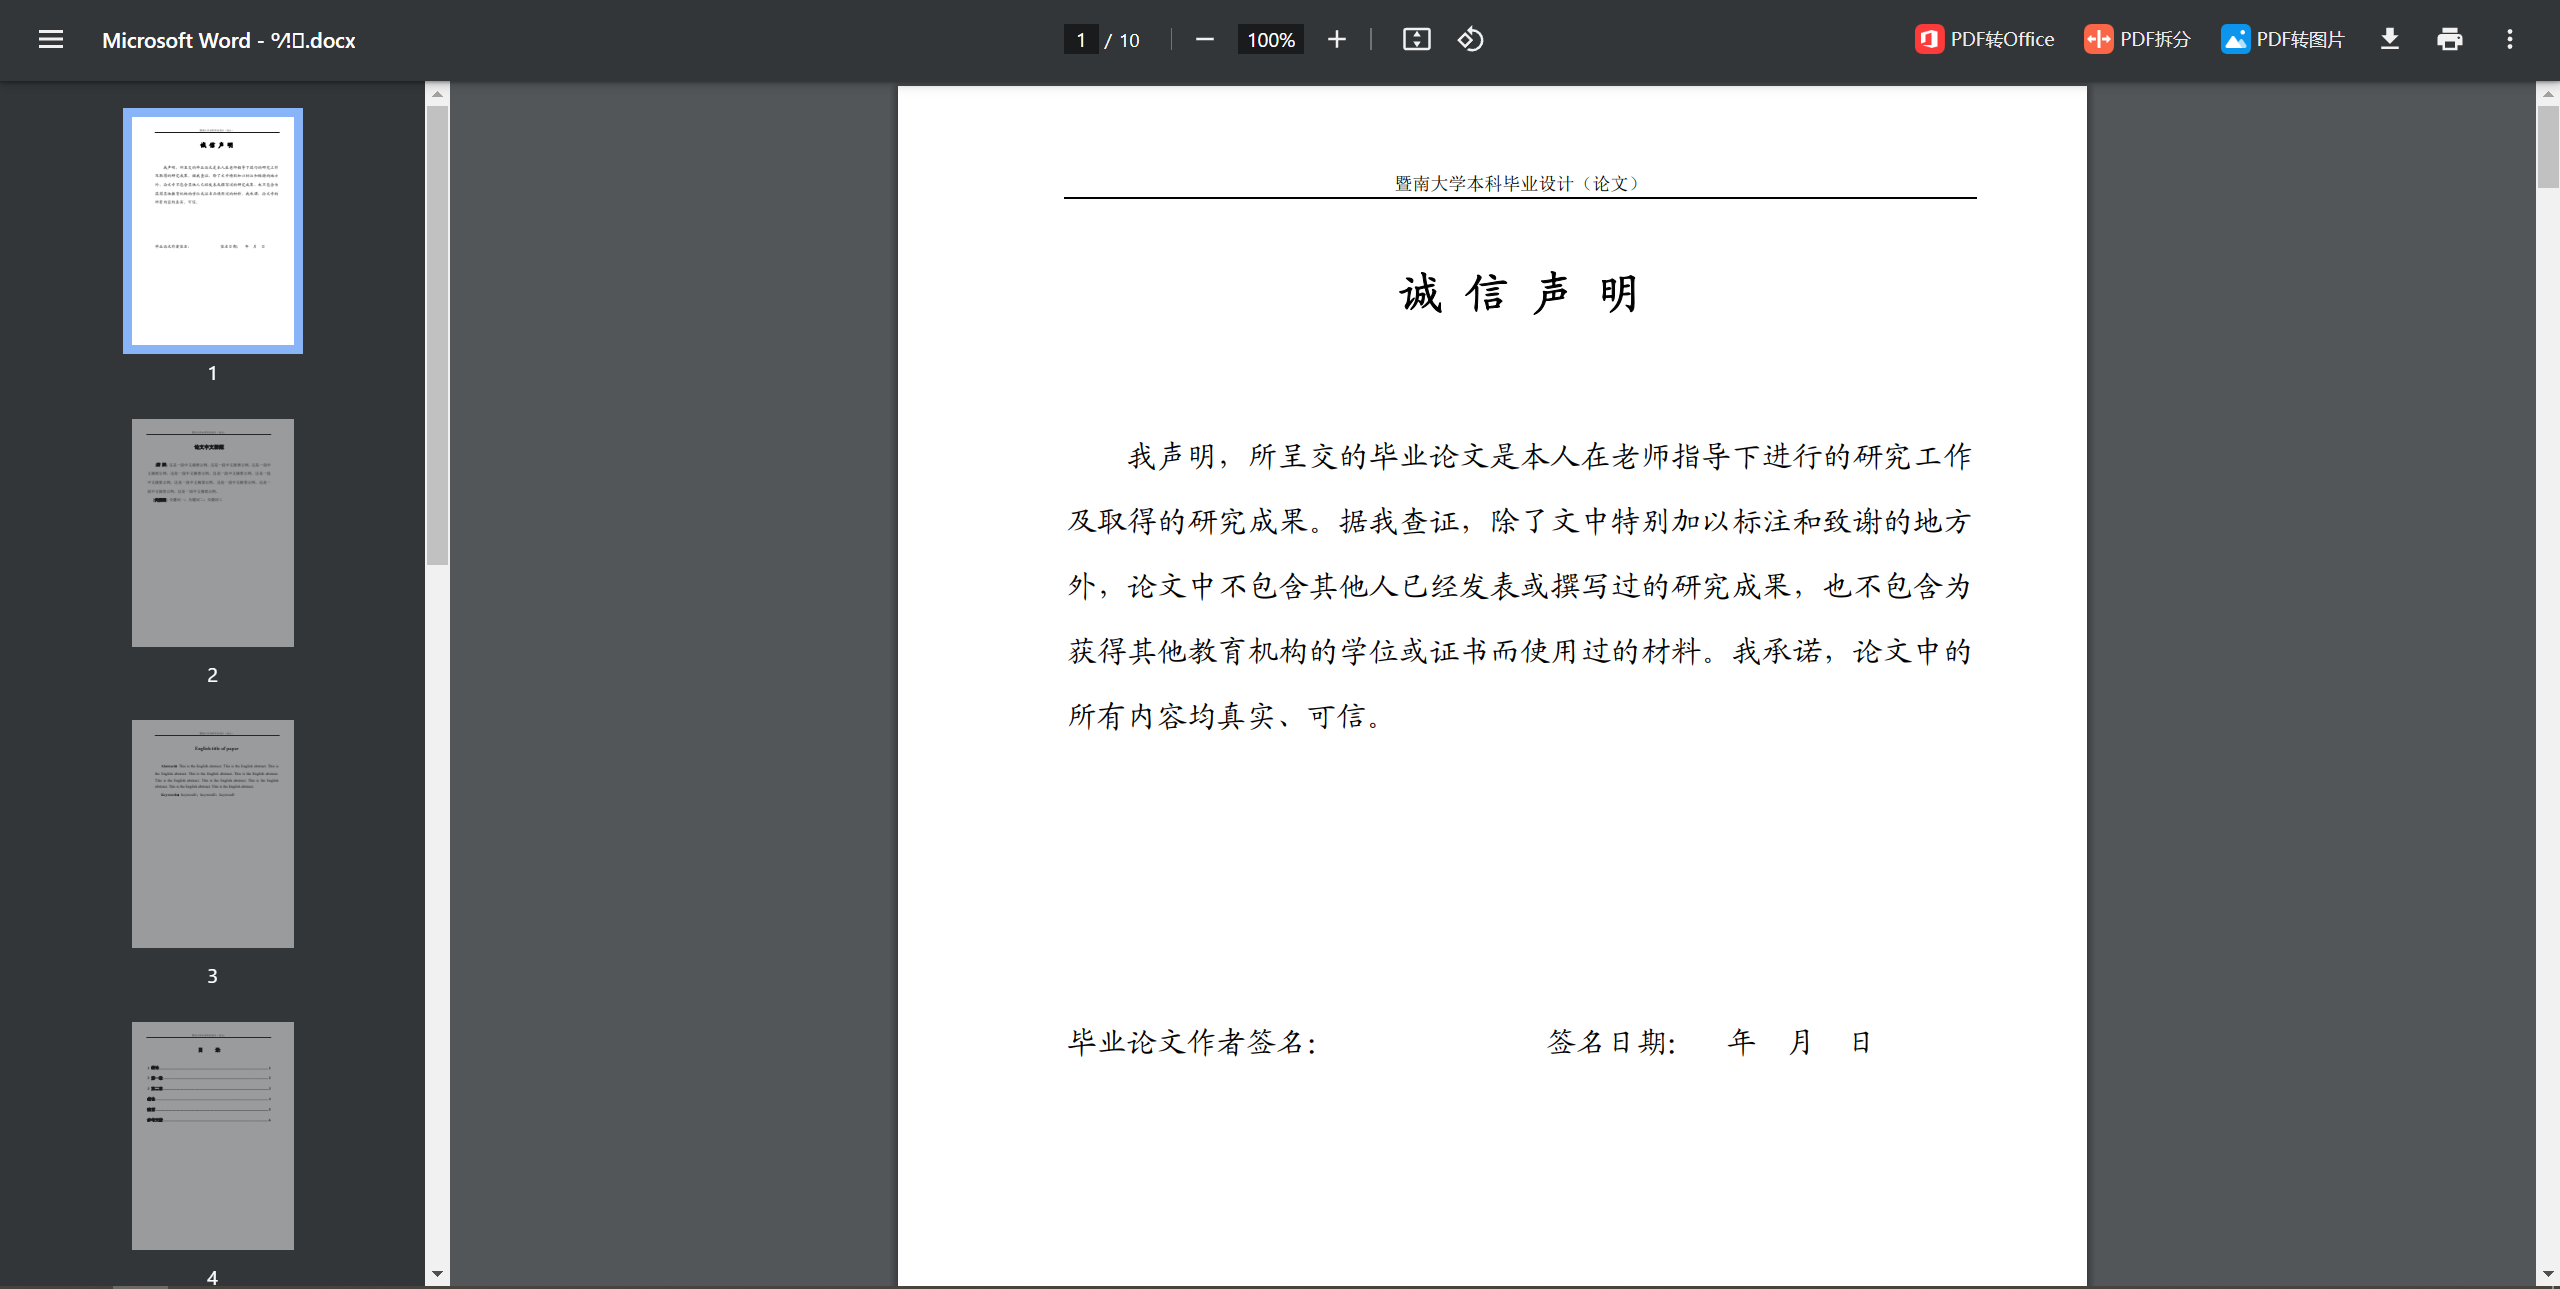 Microsoft Word - %!.docx
1 / 10
100%
PDF转Office
PDF拆分
PDF转图片
1
2
3
4
English title of paper
暨南大学本科毕业设计（论文）
诚 信 声 明
我声明，所呈交的毕业论文是本人在老师指导下进行的研究工作
及取得的研究成果。据我查证，除了文中特别加以标注和致谢的地方
外，论文中不包含其他人已经发表或撰写过的研究成果，也不包含为
获得其他教育机构的学位或证书而使用过的材料。我承诺，论文中的
所有内容均真实、可信。
毕业论文作者签名： 签名日期： 年 月 日